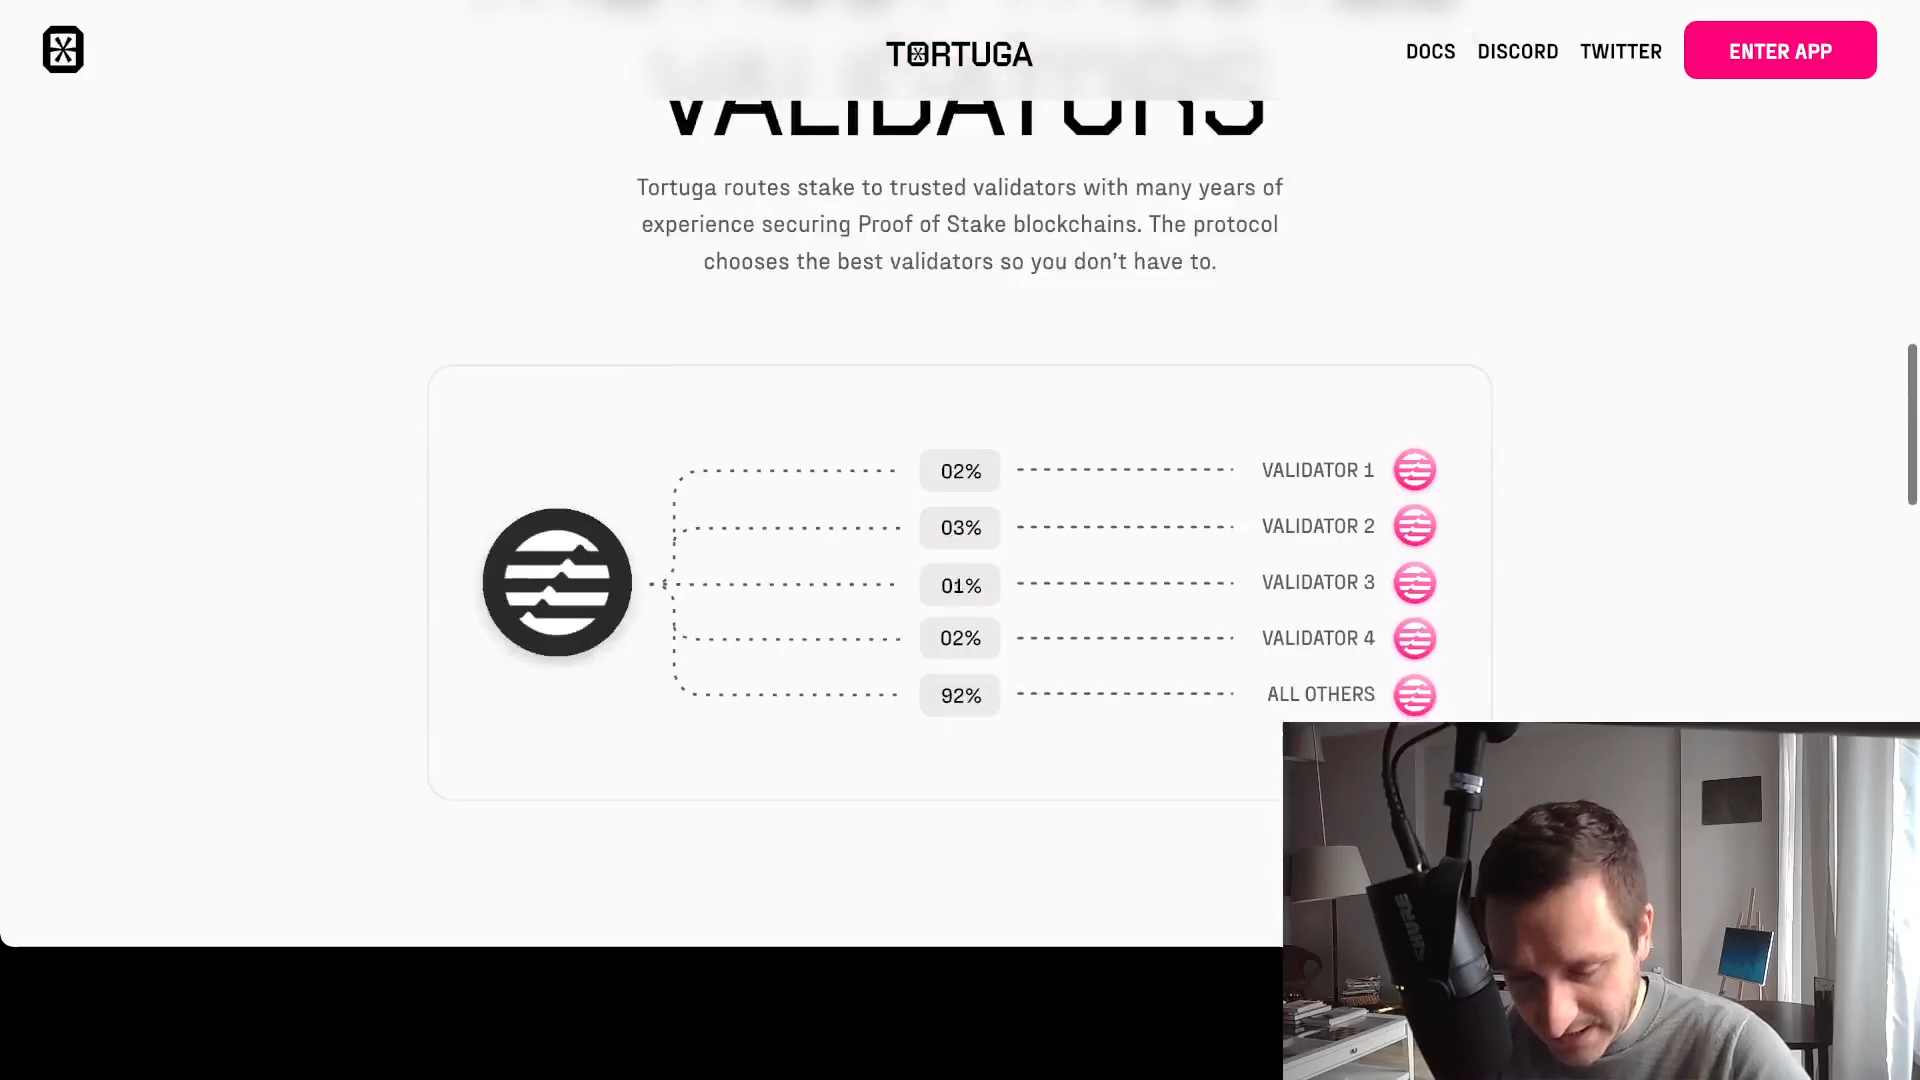 TORTUGA
DOCS DISCORD TWITTER ENTER APP
VALIDATORS
Tortuga routes stake to trusted validators with many years of
experience securing Proof of Stake blockchains. The protocol
chooses the best validators so you don’t have to.
02% VALIDATOR 1
03% VALIDATOR 2
01% VALIDATOR 3
02% VALIDATOR 4
92% ALL OTHERS
SHURE